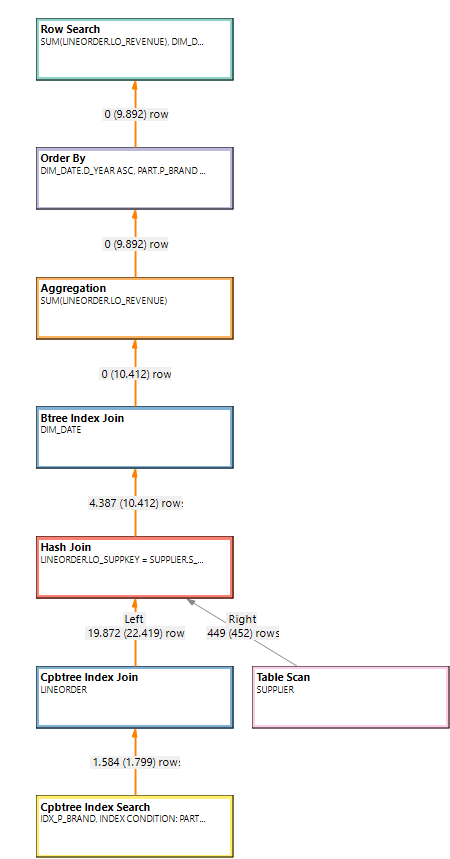 Row Search
SUM(LINEORDER.LO_REVENUE), DIM_D...
0 (9.892) row
Order By
DIM_DATE.D_YEAR ASC, PART.P_BRAND ...
0 (9.892) row
Aggregation
SUM(LINEORDER.LO_REVENUE)
0 (10.412) row
Btree Index Join
DIM_DATE
4.387 (10.412) rows
Hash Join
LINEORDER.LO_SUPPKEY = SUPPLIER.S_...
Left
19.872 (22.419) row
Right
449 (452) rows
Cpbtree Index Join
LINEORDER
Table Scan
SUPPLIER
1.584 (1.799) rows
Cpbtree Index Search
IDX_P_BRAND, INDEX CONDITION: PART...